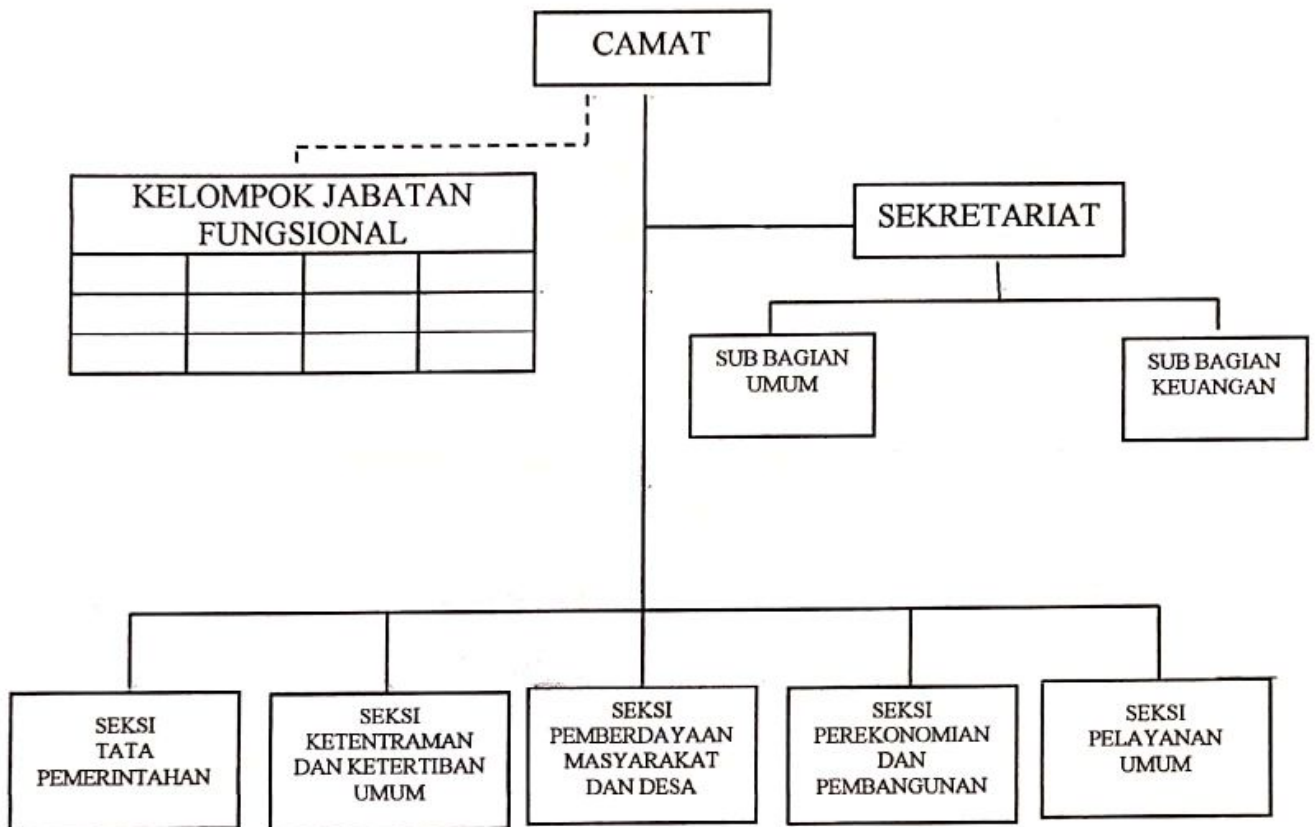 CAMAT
KELOMPOK JABATAN
FUNGSIONAL
SEKRETARIAT
SUB BAGIAN
UMUM
SUB BAGIAN
KEUANGAN
SEKSI
TATA
PEMERINTAHAN
SEKSI
KETENTRAMAN
DAN KETERTIBAN
UMUM
SEKSI
PEMBERDAYAAN
MASYARAKAT
DAN DESA
SEKSI
PEREKONOMIAN
DAN
PEMBANGUNAN
SEKSI
PELAYANAN
UMUM